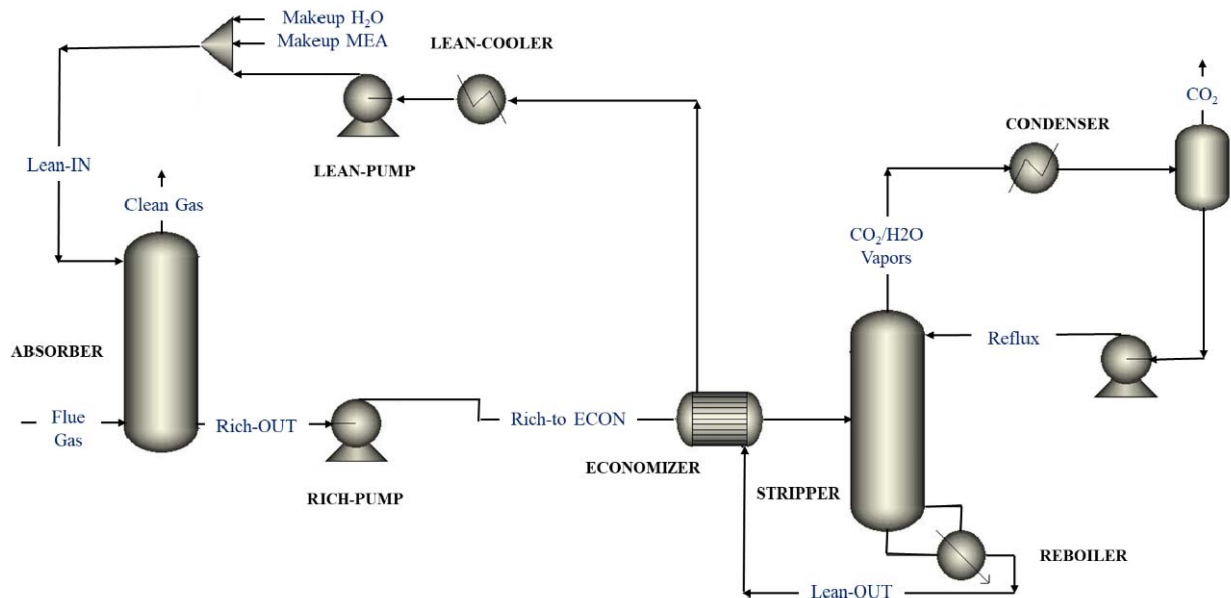 Makeup H₂O
Makeup MEA
LEAN-COOLER
CO₂
CONDENSER
Lean-IN
LEAN-PUMP
Clean Gas
CO₂/H2O
Vapors
ABSORBER
Reflux
Flue
Gas
Rich-OUT
Rich-to ECON
ECONOMIZER
STRIPPER
RICH-PUMP
REBOILER
Lean-OUT